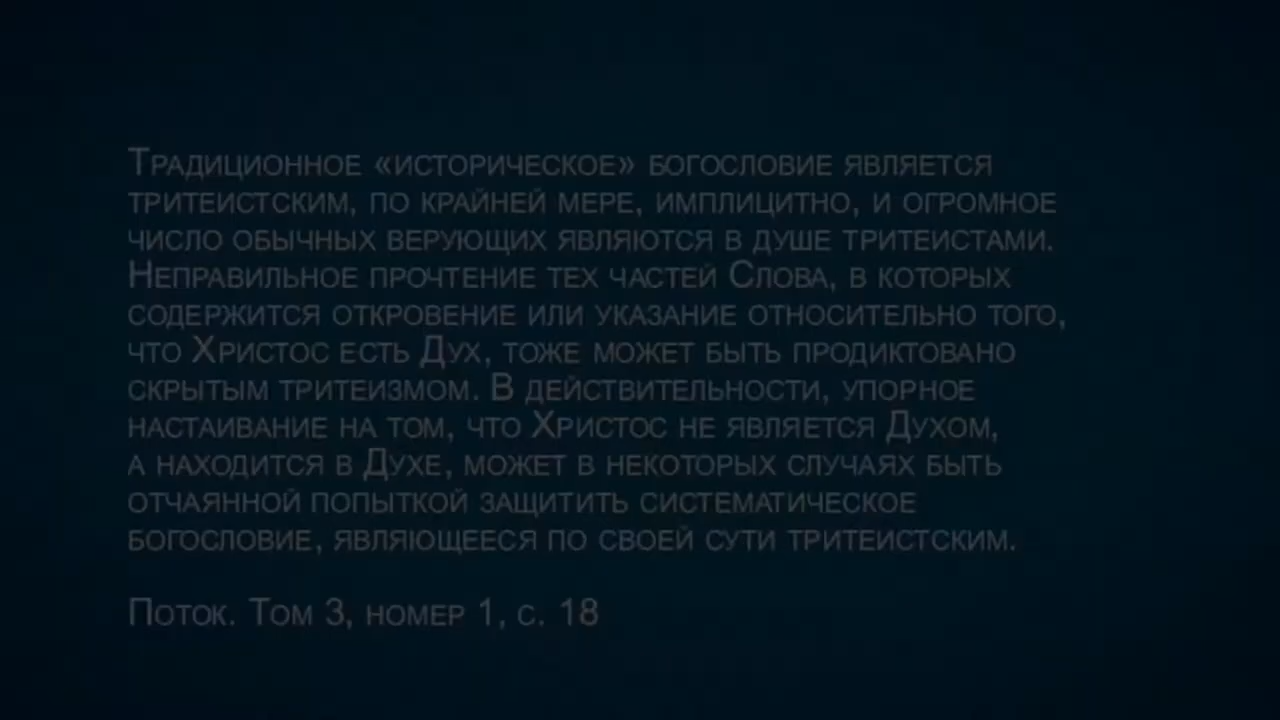 Традиционное «историческое» богословие является
тритеистским, по крайней мере, имплицитно, и огромное
число обычных верующих являются в душе тритеистами.
Неправильное прочтение тех частей Слова, в которых
содержится откровение или указание относительно того,
что Христос есть Дух, тоже может быть продиктовано
скрытым тритеизмом. В действительности, упорное
настаивание на том, что Христос не является Духом,
а находится в Духе, может в некоторых случаях быть
отчаянной попыткой защитить систематическое
богословие, являющееся по своей сути тритеистским.
Поток. Том 3, номер 1, с. 18